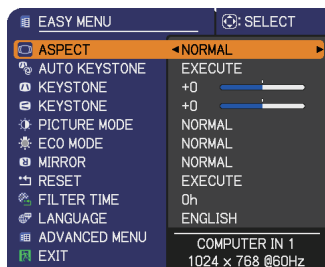 EASY MENU : SELECT
ASPECT NORMAL
AUTO KEYSTONE EXECUTE
KEYSTONE +0
KEYSTONE +0
PICTURE MODE NORMAL
ECO MODE NORMAL
MIRROR NORMAL
RESET EXECUTE
FILTER TIME 0h
LANGUAGE ENGLISH
ADVANCED MENU
EXIT
COMPUTER IN 1
1024 x 768 @60Hz